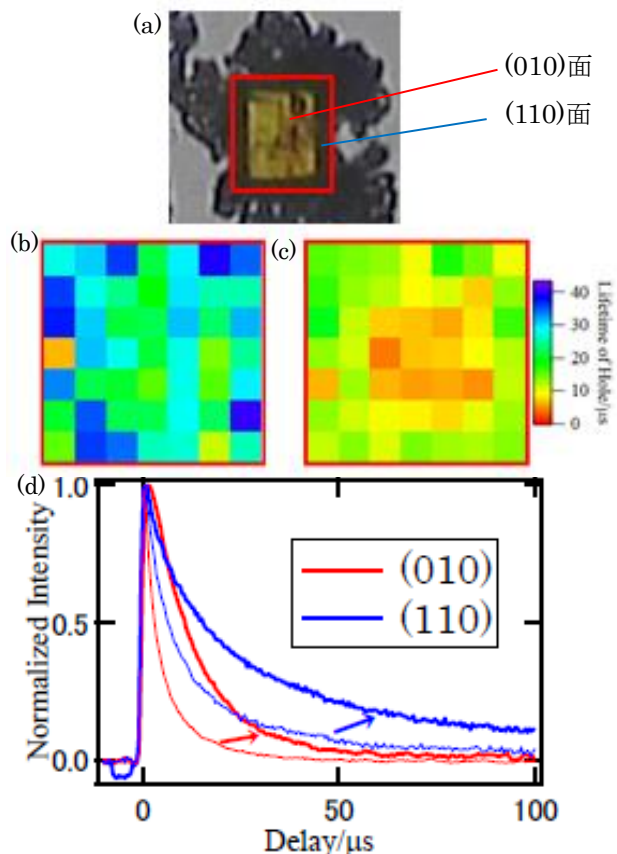 (a)
(010)面
(110)面
(b)
(c)
40
30
20
10
0
Lifetime of Hole/μs
(d)
1.0
0.5
0.0
Normalized Intensity
(010)
(110)
0
50
100
Delay/μs